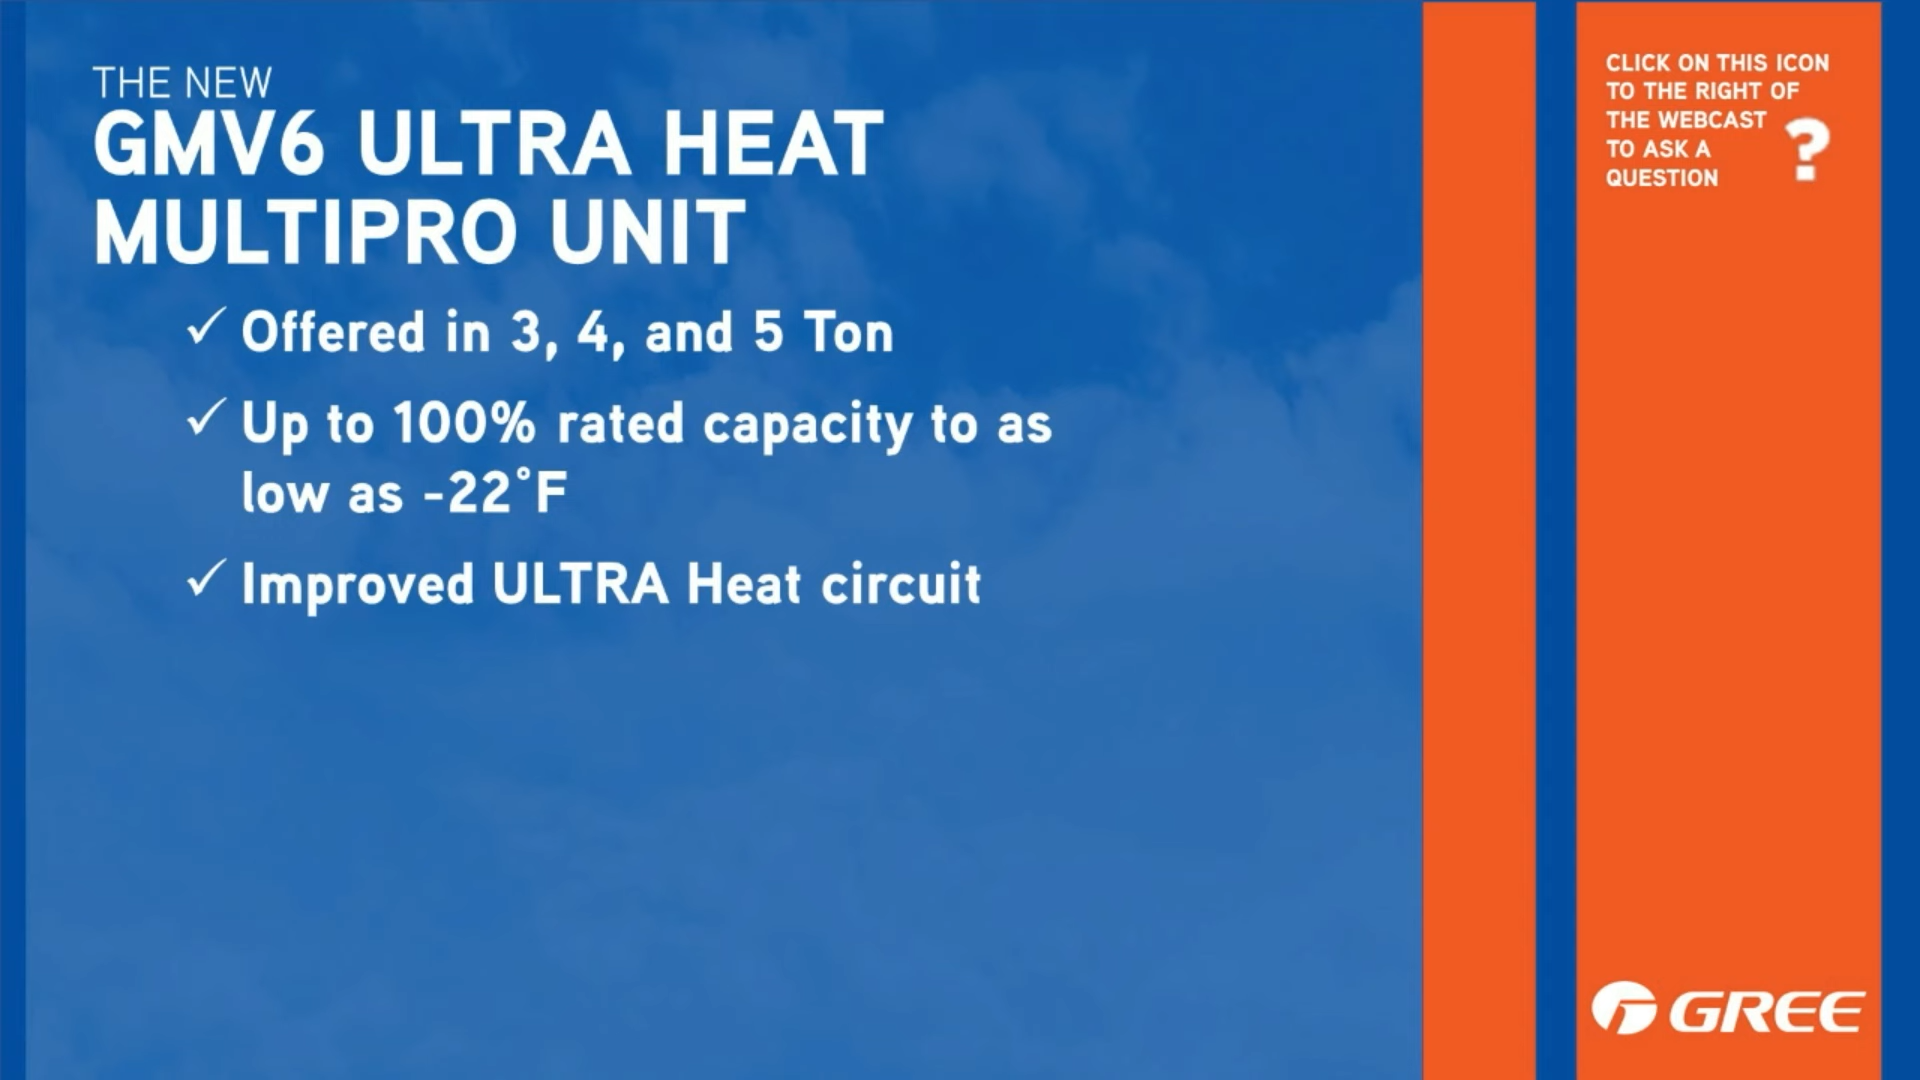 THE NEW
GMV6 ULTRA HEAT
MULTIPRO UNIT
✓ Offered in 3, 4, and 5 Ton
✓ Up to 100% rated capacity to as
low as -22°F
✓ Improved ULTRA Heat circuit
CLICK ON THIS ICON
TO THE RIGHT OF
THE WEBCAST
TO ASK A
QUESTION
?
GREE